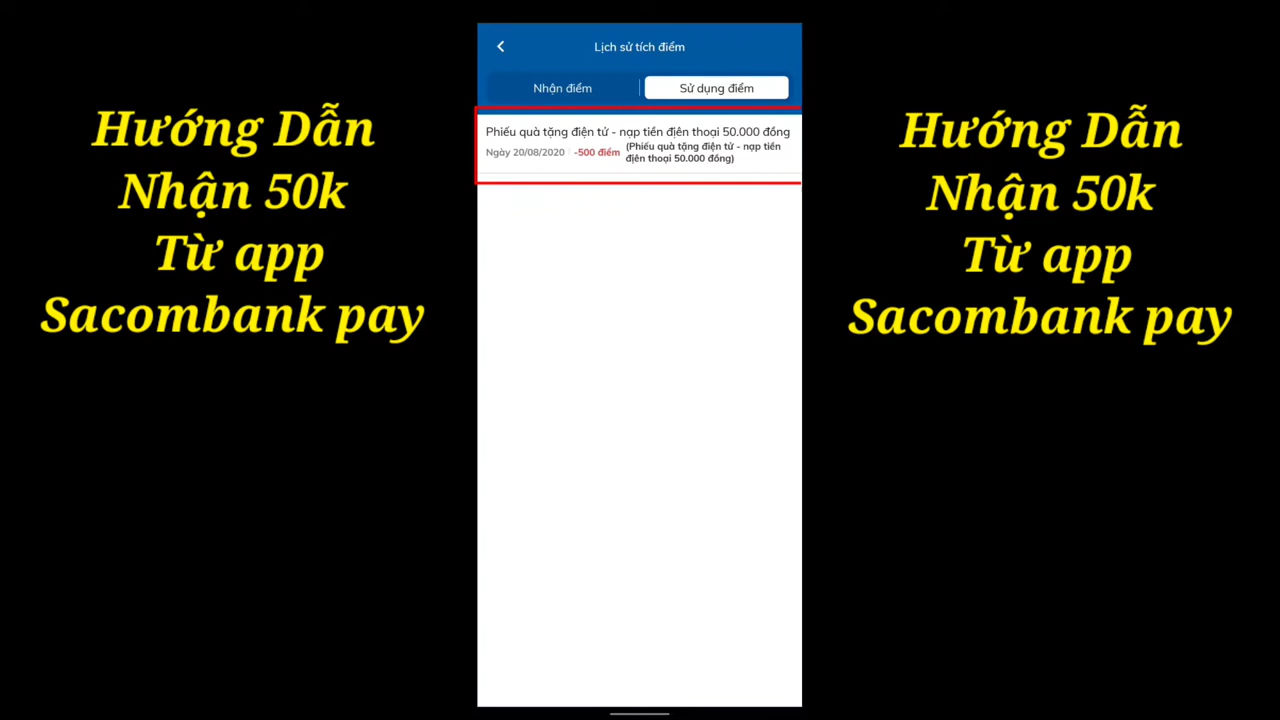 Hướng Dẫn
Nhận 50k
Từ app
Sacombank pay
Lịch sử tích điểm
Nhận điểm
Sử dụng điểm
Phiếu quà tặng điện tử - nạp tiền điện thoại 50.000 đồng
Ngày 20/08/2020 -500 điểm (Phiếu quà tặng điện tử - nạp tiền
điện thoại 50.000 đồng)
Hướng Dẫn
Nhận 50k
Từ app
Sacombank pay